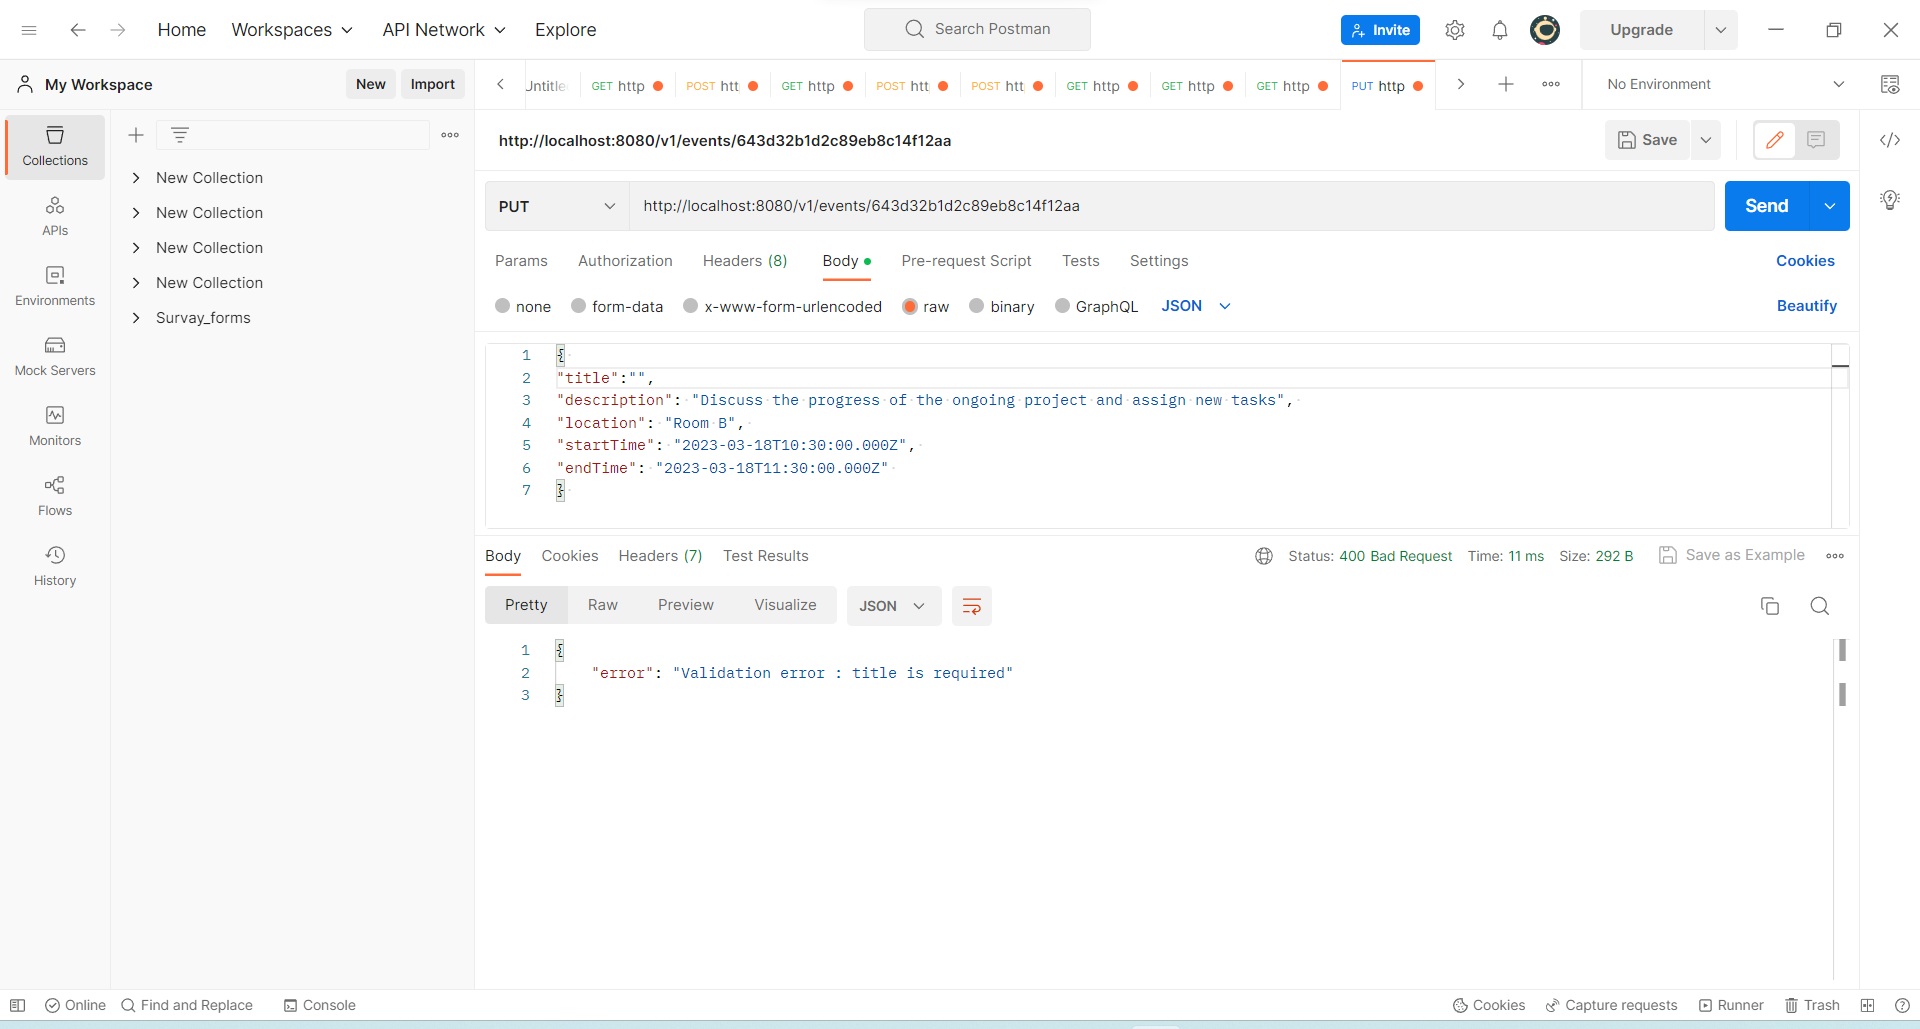 Home Workspaces API Network Explore Search Postman Invite Upgrade
My Workspace New Import
GET http POST htt GET http POST htt POST htt GET http GET http GET http PUT http No Environment
Collections
APIs
Environments
Mock Servers
Monitors
Flows
History
New Collection
New Collection
New Collection
New Collection
Survay_forms
http://localhost:8080/v1/events/643d32b1d2c89eb8c14f12aa Save
PUT http://localhost:8080/v1/events/643d32b1d2c89eb8c14f12aa Send
Params Authorization Headers (8) Body Pre-request Script Tests Settings Cookies
none form-data x-www-form-urlencoded raw binary GraphQL JSON Beautify
1 {
2 "title":"",
3 "description": "Discuss the progress of the ongoing project and assign new tasks",
4 "location": "Room B",
5 "startTime": "2023-03-18T10:30:00.000Z",
6 "endTime": "2023-03-18T11:30:00.000Z"
7 }
Body Cookies Headers (7) Test Results Status: 400 Bad Request Time: 11 ms Size: 292 B Save as Example
Pretty Raw Preview Visualize JSON
1 {
2 "error": "Validation error : title is required"
3 }
Online Find and Replace Console Cookies Capture requests Runner Trash